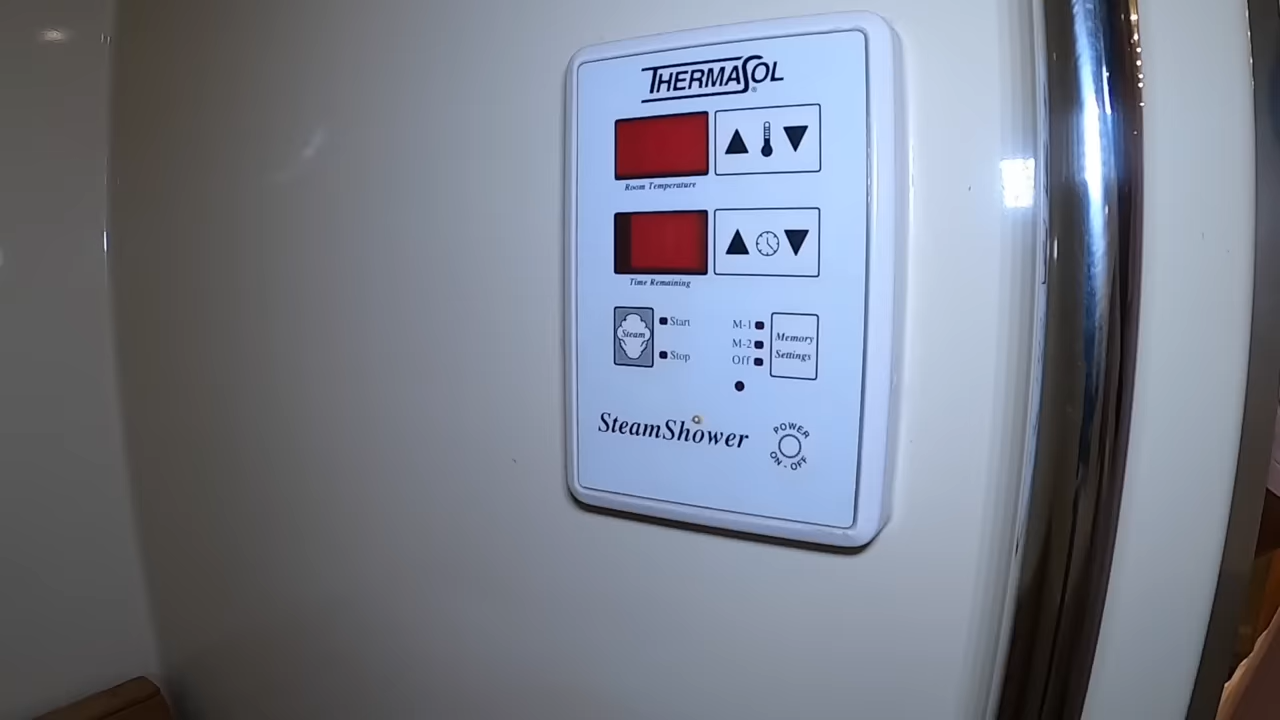 THERMASOL®
Room Temperature
Time Remaining
Steam
Start
Stop
M-1
M-2
Off
Memory
Settings
SteamShower
POWER
ON - OFF